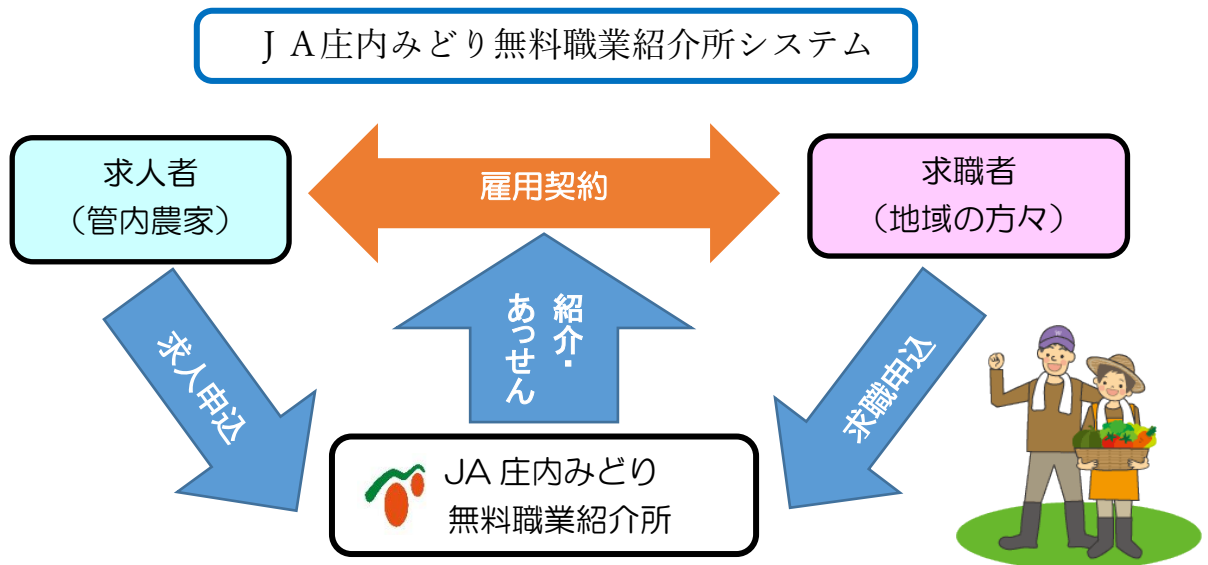 ＪＡ庄内みどり無料職業紹介所システム
求人者
（管内農家）
雇用契約
求職者
（地域の方々）
求人申込
紹介・
あっせん
求職申込
JA 庄内みどり
無料職業紹介所
W